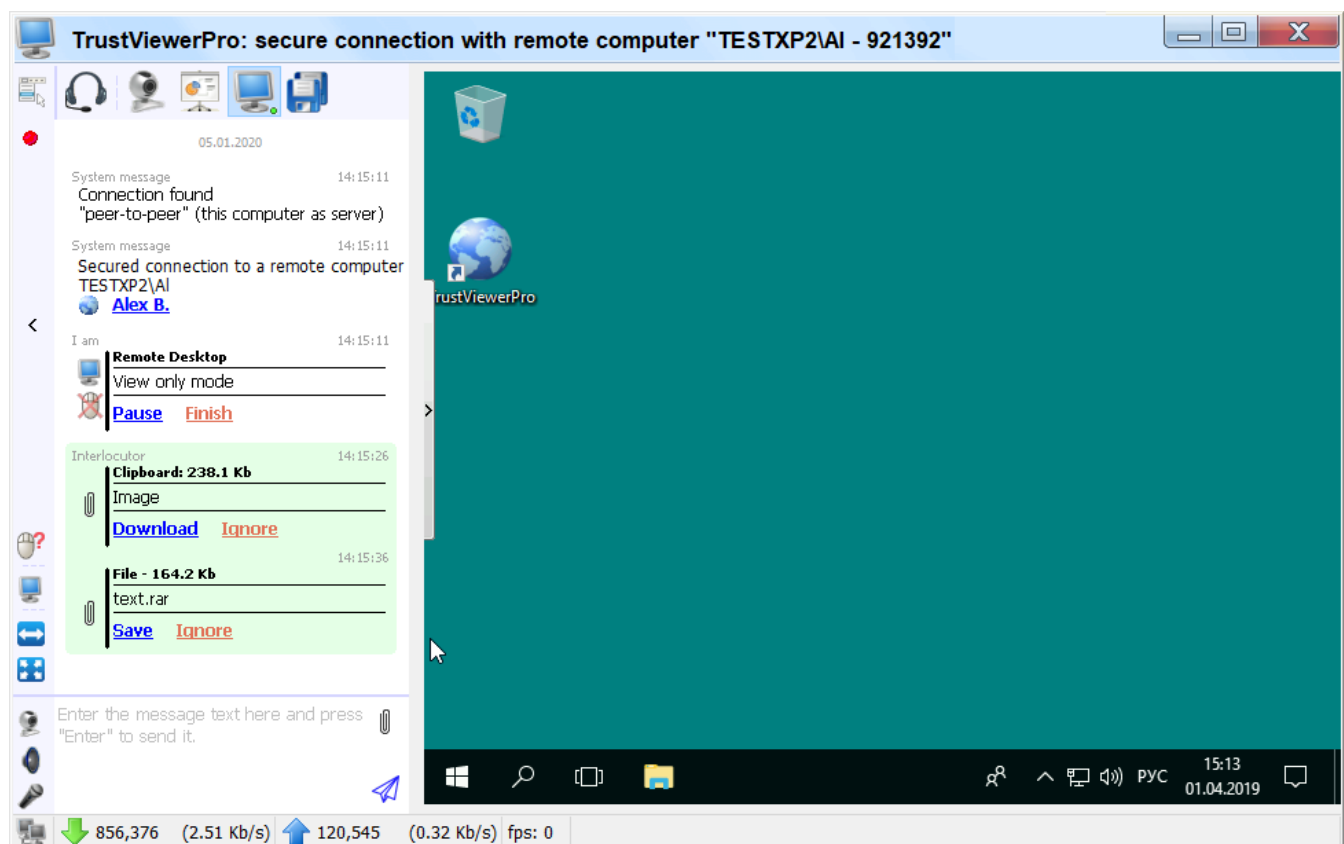 TrustViewerPro: secure connection with remote computer "TESTXP2\Al - 921392"
05.01.2020
System message 14:15:11
Connection found
"peer-to-peer" (this computer as server)
System message 14:15:11
Secured connection to a remote computer
TESTXP2\Al
Alex B.
I am 14:15:11
Remote Desktop
View only mode
Pause Finish
Interlocutor 14:15:26
Clipboard: 238.1 Kb
Image
Download Ignore
14:15:36
File - 164.2 Kb
text.rar
Save Ignore
Enter the message text here and press
"Enter" to send it.
rustViewerPro
РУС
15:13
01.04.2019
856,376 (2.51 Kb/s) 120,545 (0.32 Kb/s) fps: 0